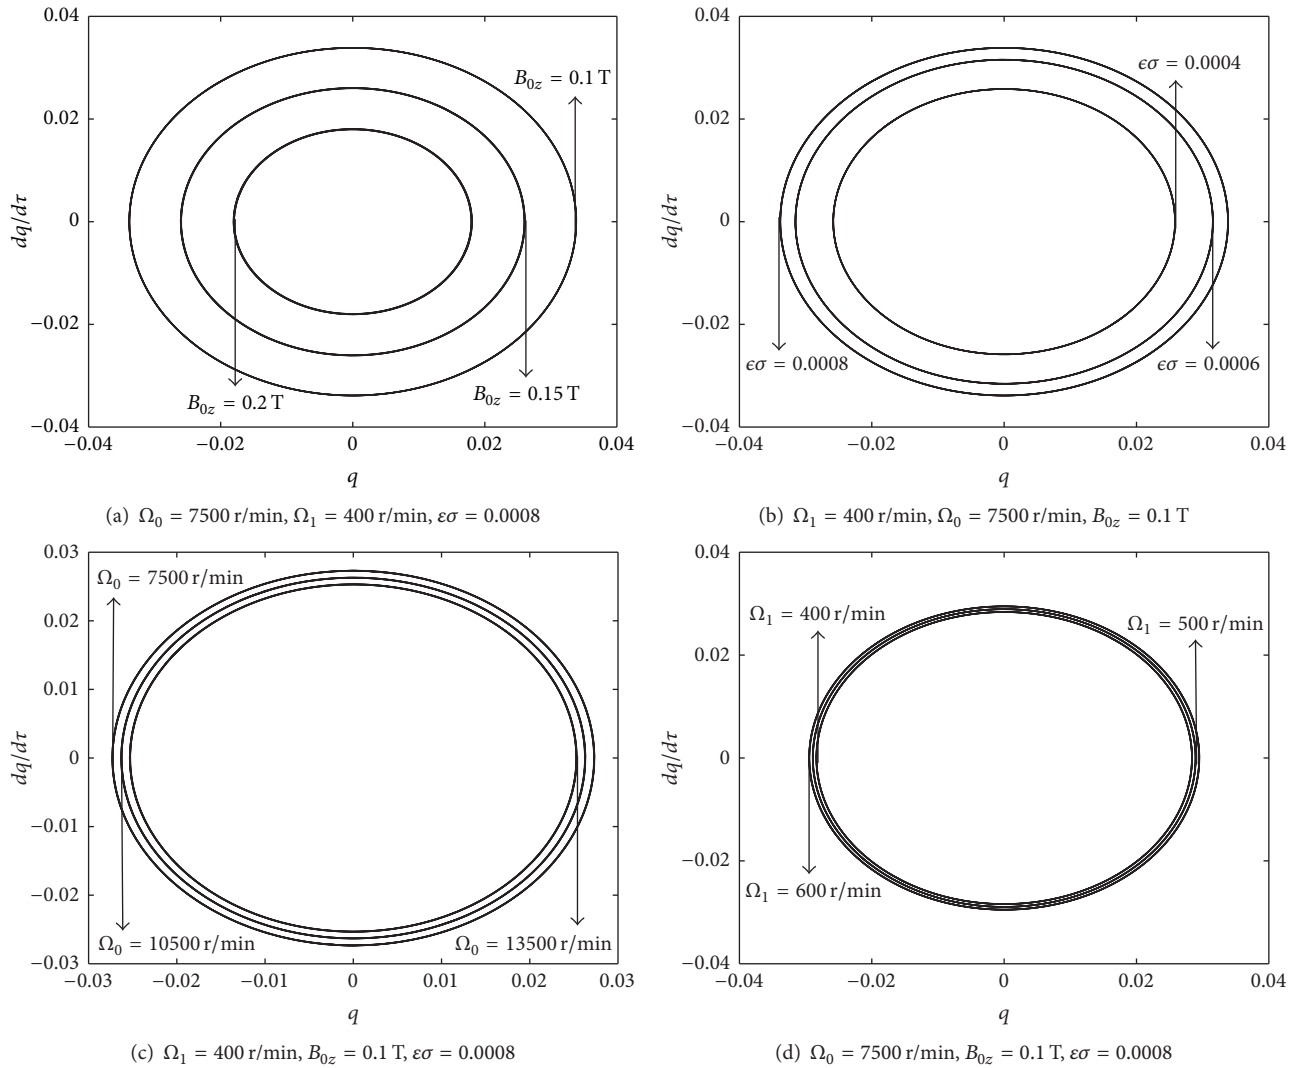 0.04
0.02
0
−0.02
−0.04
dq/dτ
B₀z = 0.1 T
B₀z = 0.2 T
B₀z = 0.15 T
−0.04 −0.02 0 0.02 0.04
q
(a) Ω₀ = 7500 r/min, Ω₁ = 400 r/min, εσ = 0.0008
0.04
0.02
0
−0.02
−0.04
dq/dτ
ϵσ = 0.0004
ϵσ = 0.0008
ϵσ = 0.0006
−0.04 −0.02 0 0.02 0.04
q
(b) Ω₁ = 400 r/min, Ω₀ = 7500 r/min, B₀z = 0.1 T
0.03
0.02
0.01
0
−0.01
−0.02
−0.03
dq/dτ
Ω₀ = 7500 r/min
Ω₀ = 10500 r/min
Ω₀ = 13500 r/min
−0.03 −0.02 −0.01 0 0.01 0.02 0.03
q
(c) Ω₁ = 400 r/min, B₀z = 0.1 T, εσ = 0.0008
0.04
0.02
0
−0.02
−0.04
dq/dτ
Ω₁ = 400 r/min
Ω₁ = 500 r/min
Ω₁ = 600 r/min
−0.04 −0.02 0 0.02 0.04
q
(d) Ω₀ = 7500 r/min, B₀z = 0.1 T, εσ = 0.0008